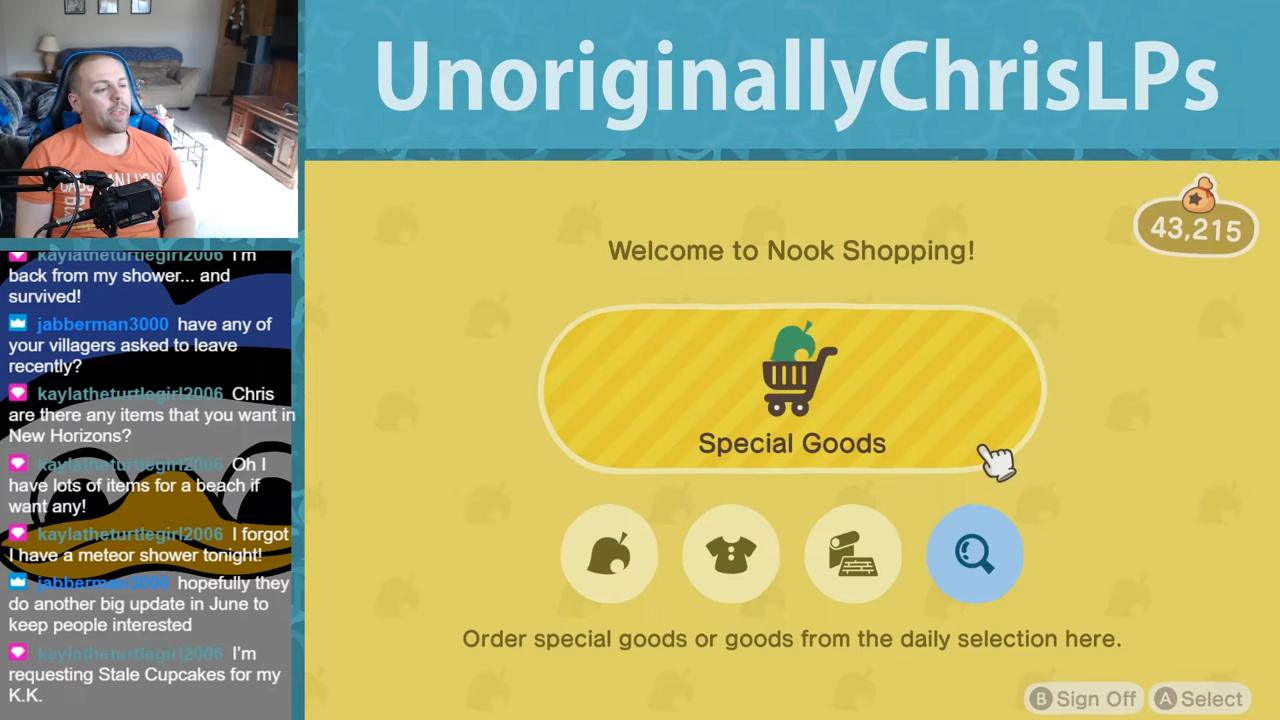 UnoriginallyChrisLPs
43,215
Welcome to Nook Shopping!
Special Goods
Order special goods or goods from the daily selection here.
B Sign Off A Select
kaylatheturtlegirl2006 I'm
back from my shower... and
survived!
jabberman3000 have any of
your villagers asked to leave
recently?
kaylatheturtlegirl2006 Chris
are there any items that you want in
New Horizons?
kaylatheturtlegirl2006 Oh I
have lots of items for a beach if
want any!
kaylatheturtlegirl2006 I forgot
I have a meteor shower tonight!
jabberman3000 hopefully they
do another big update in June to
keep people interested
kaylatheturtlegirl2006 I'm
requesting Stale Cupcakes for my
K.K.